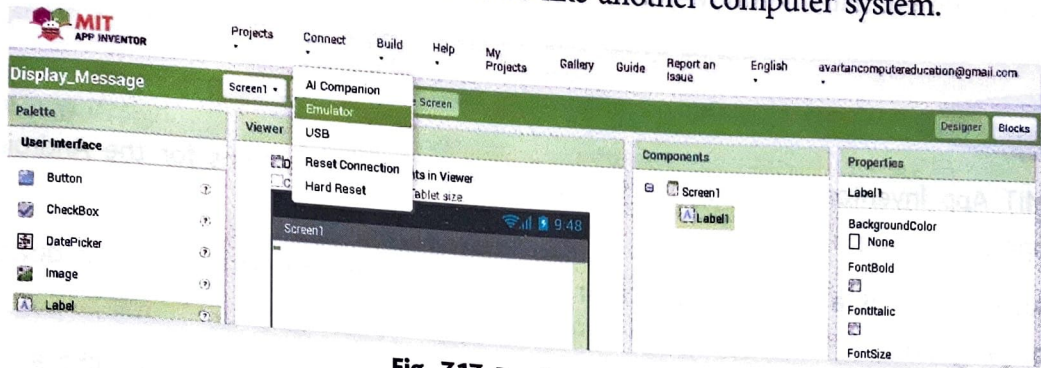 another computer system.
MIT
APP INVENTOR
Projects
Connect
Build
Help
My
Projects
Gallery
Guide
Report an
Issue
English
avartancomputereducation@gmail.com
Display_Message
Screen1
AI Companion
Emulator
USB
Reset Connection
Hard Reset
Screen
Designer
Blocks
Palette
User Interface
Button
CheckBox
DatePicker
Image
Label
Viewer
in Viewer
size
9:48
Screen1
Components
Screen1
Label1
Properties
Label1
BackgroundColor
None
FontBold
FontItalic
FontSize
Fig. 7.17